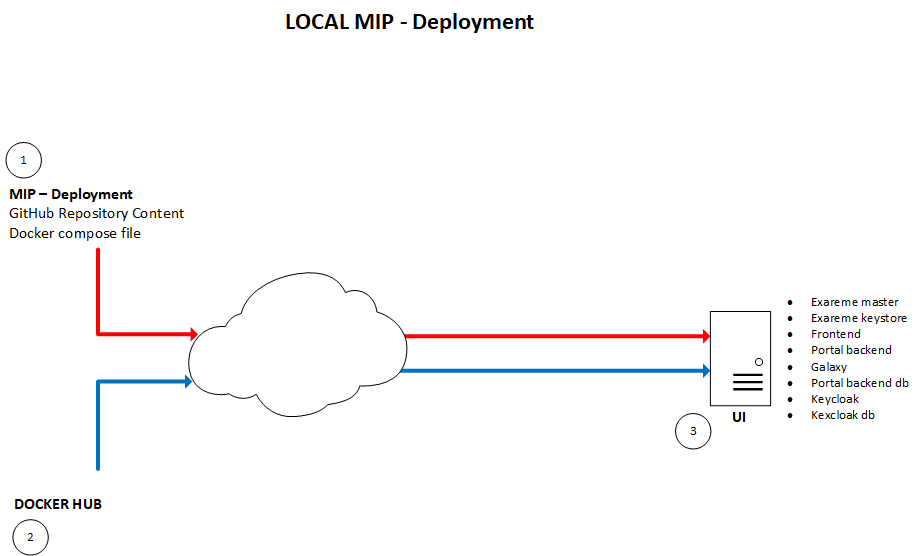 LOCAL MIP - Deployment
1
MIP – Deployment
GitHub Repository Content
Docker compose file
• Exareme master
• Exareme keystore
• Frontend
• Portal backend
• Galaxy
• Portal backend db
• Keycloak
• Kexcloak db
UI
3
DOCKER HUB
2